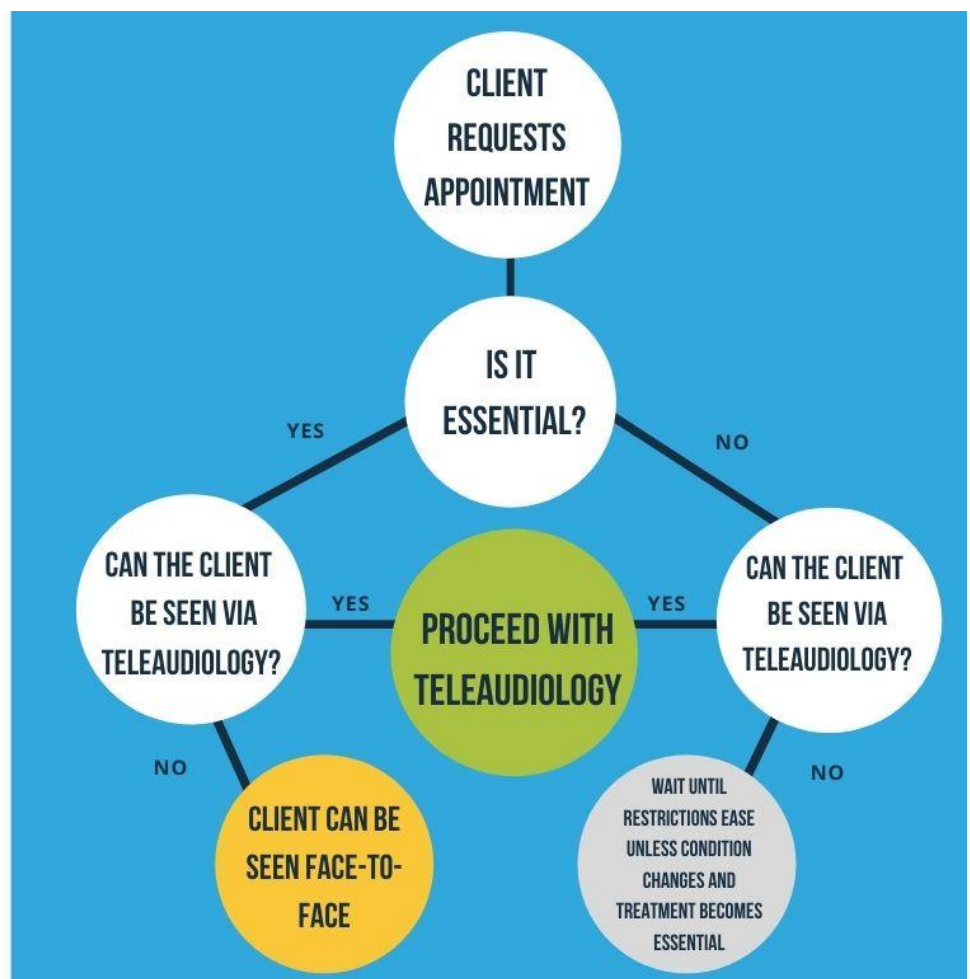 CLIENT
REQUESTS
APPOINTMENT
IS IT
ESSENTIAL?
YES
NO
CAN THE CLIENT
BE SEEN VIA
TELEAUDIOLOGY?
YES
PROCEED WITH
TELEAUDIOLOGY
YES
CAN THE CLIENT
BE SEEN VIA
TELEAUDIOLOGY?
NO
CLIENT CAN BE
SEEN FACE-TO-
FACE
WAIT UNTIL
RESTRICTIONS EASE
UNLESS CONDITION
CHANGES AND
TREATMENT BECOMES
ESSENTIAL
NO